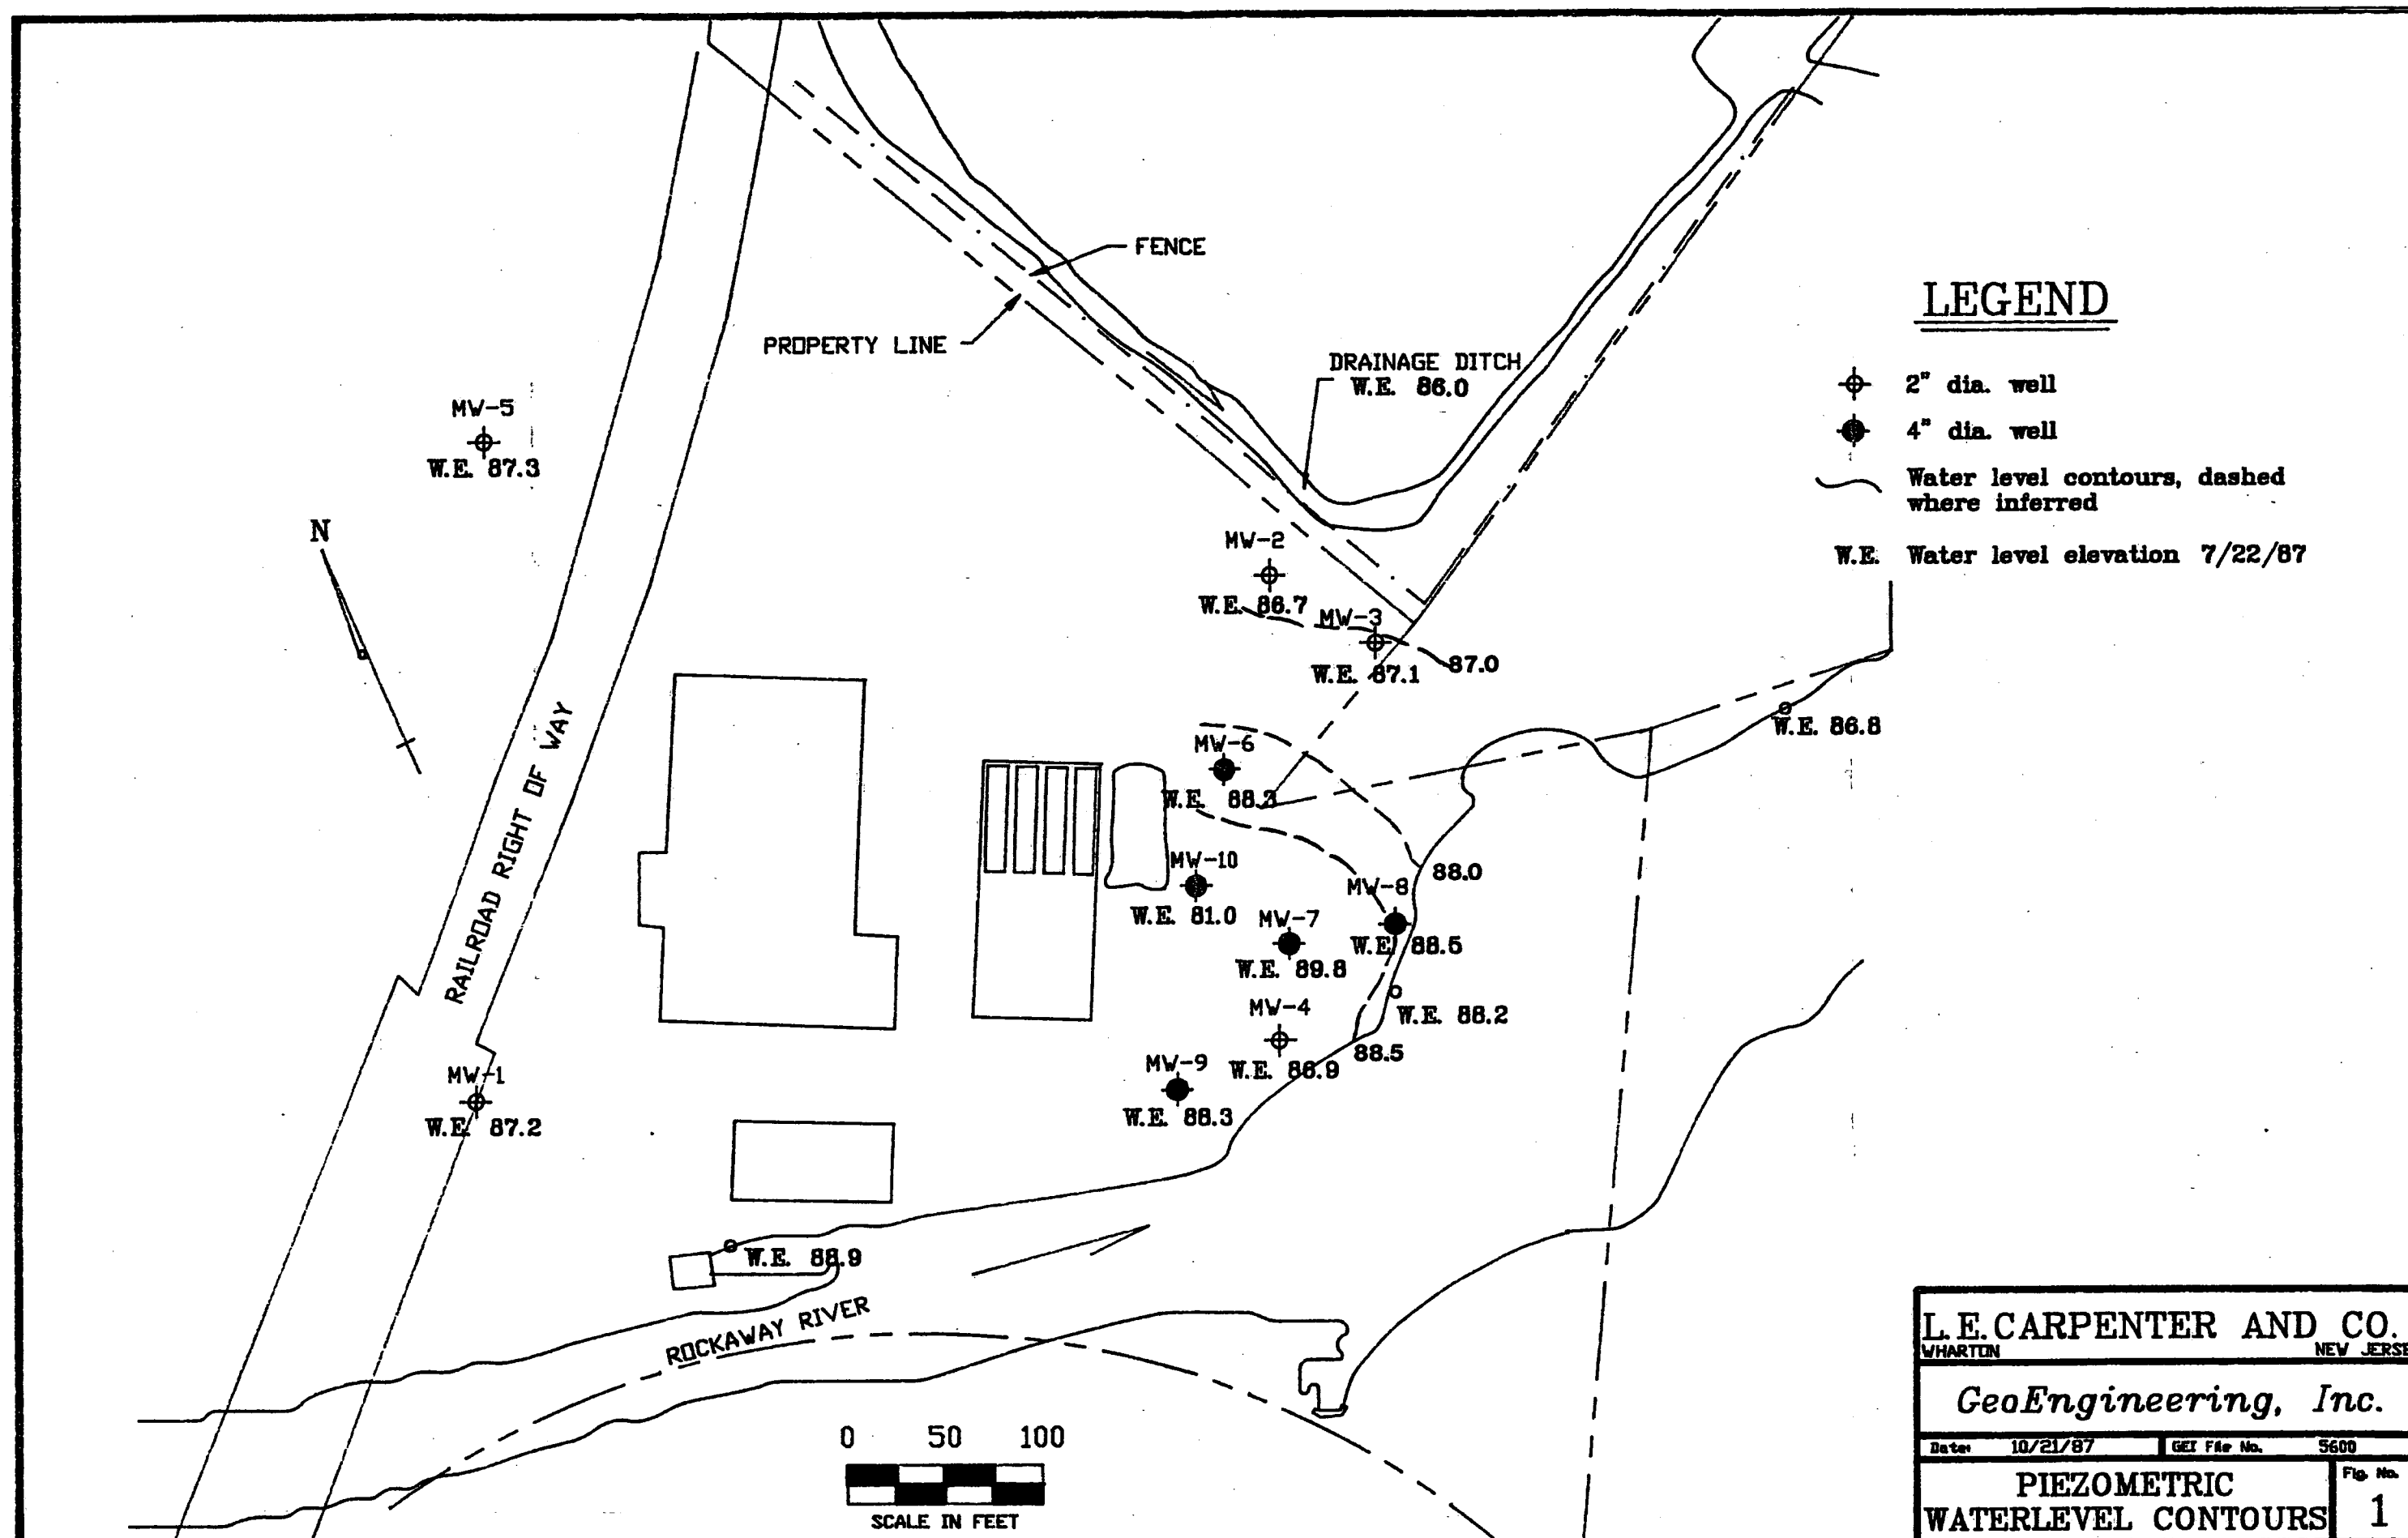 FENCE
PROPERTY LINE
DRAINAGE DITCH
W.E. 86.0
LEGEND
2" dia. well
4" dia. well
Water level contours, dashed
where inferred
W.E. Water level elevation 7/22/87
MW-5
W.E. 87.3
N
MW-2
W.E. 86.7
MW-3
W.E. 87.1
87.0
W.E. 86.8
RAILROAD RIGHT OF WAY
MW-6
W.E. 88.3
MW-10
W.E. 81.0
MW-7
W.E. 89.8
MW-8
W.E. 88.5
88.0
W.E. 88.2
88.5
MW-4
W.E. 86.9
MW-9
W.E. 88.3
MW-1
W.E. 87.2
W.E. 88.9
ROCKAWAY RIVER
0 50 100
SCALE IN FEET
L.E.CARPENTER AND CO.
WHARTON NEW JERSE
GeoEngineering, Inc.
Date: 10/21/87 GEI File No. 5600
PIEZOMETRIC
WATERLEVEL CONTOURS
Fig. No.
1